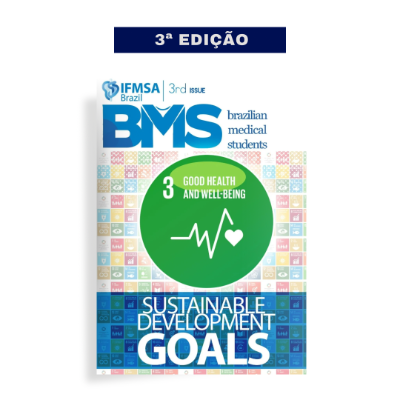 3ª EDIÇÃO
IFMSA
Brazil
3rd ISSUE
BMS
brazilian
medical
students
3
GOOD HEALTH
AND WELL-BEING
SUSTAINABLE
DEVELOPMENT
GOALS